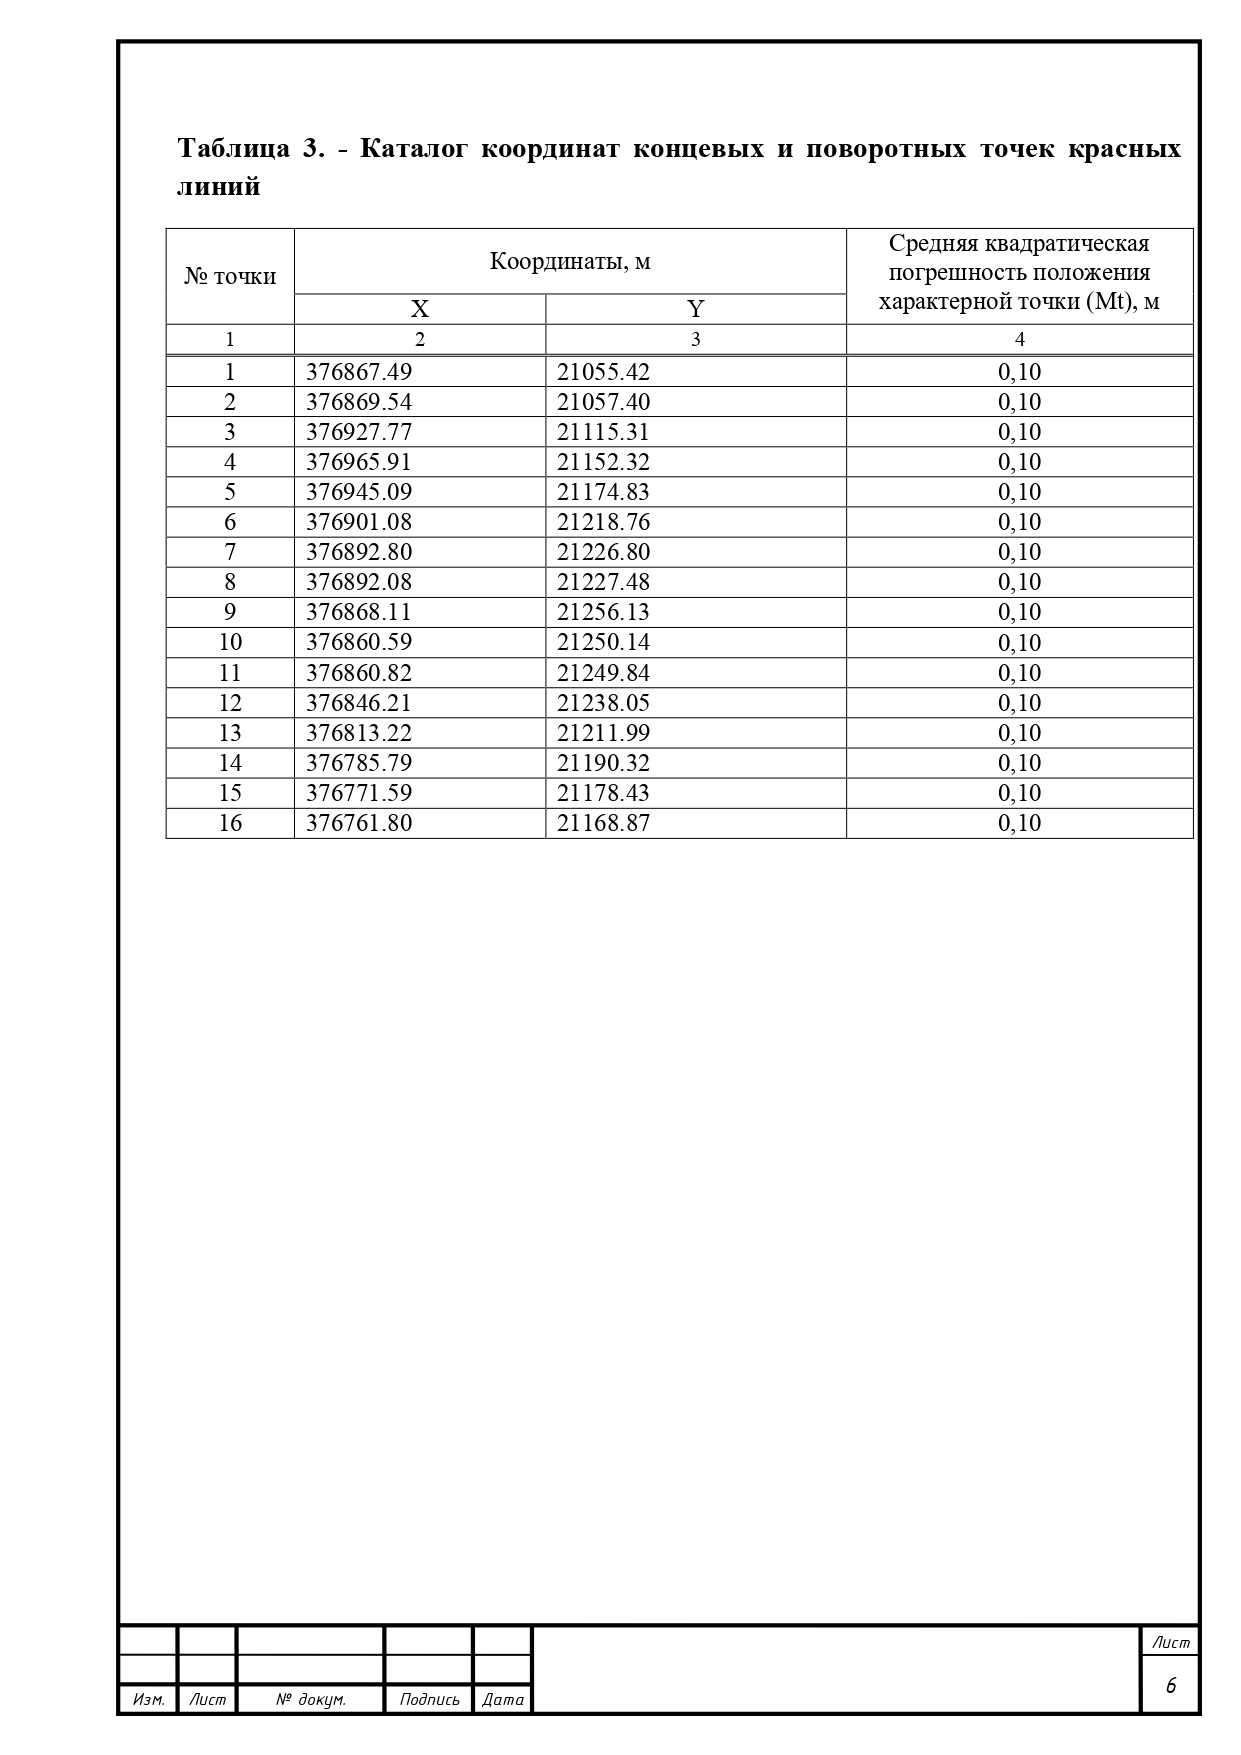 Таблица 3. - Каталог координат концевых и поворотных точек красных
линий
№ точки Координаты, м Средняя квадратическая
погрешность положения
характерной точки (Mt), м
X Y
1 2 3 4
1 376867.49 21055.42 0,10
2 376869.54 21057.40 0,10
3 376927.77 21115.31 0,10
4 376965.91 21152.32 0,10
5 376945.09 21174.83 0,10
6 376901.08 21218.76 0,10
7 376892.80 21226.80 0,10
8 376892.08 21227.48 0,10
9 376868.11 21256.13 0,10
10 376860.59 21250.14 0,10
11 376860.82 21249.84 0,10
12 376846.21 21238.05 0,10
13 376813.22 21211.99 0,10
14 376785.79 21190.32 0,10
15 376771.59 21178.43 0,10
16 376761.80 21168.87 0,10
Лист
6
Изм. Лист № докум. Подпись Дата